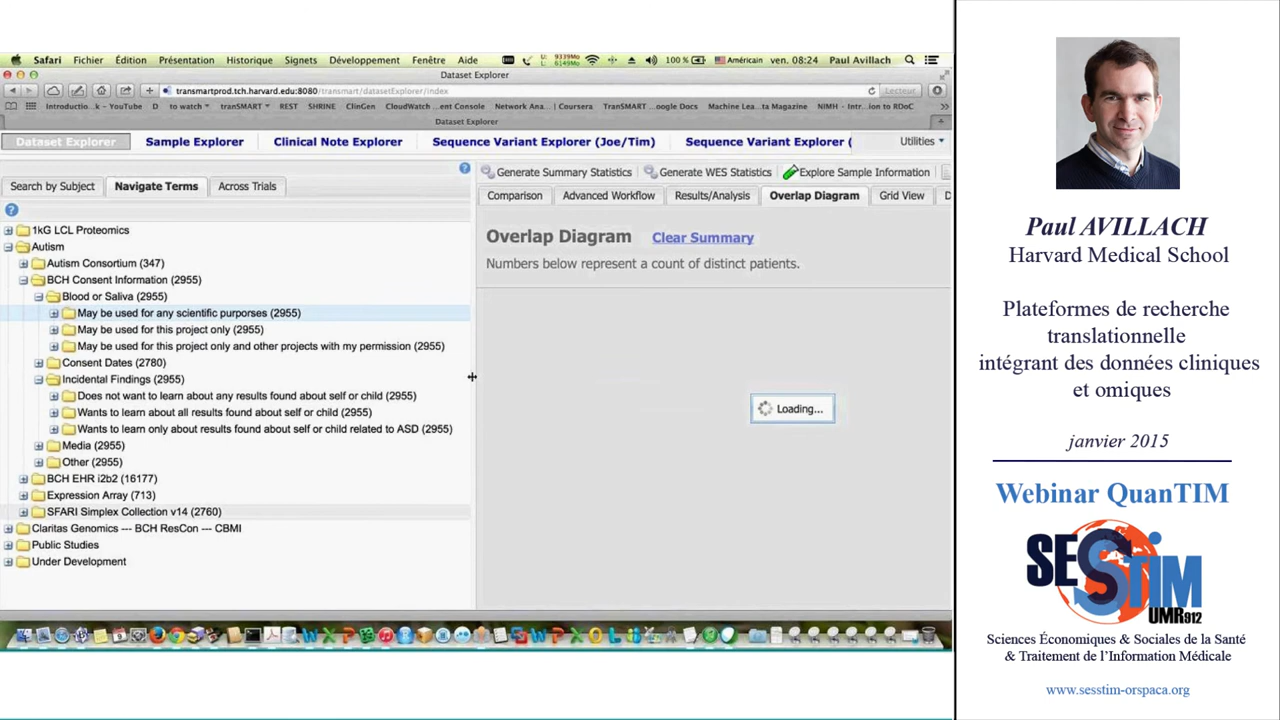 Safari Fichier Édition Présentation Historique Signets Développement Fenêtre Aide 100 % Américain ven. 08:24 Paul Avillach
Dataset Explorer
transmartprod.tch.harvard.edu:8080/transmart/datasetExplorer/index Lecteur
Introductio...k – YouTube D to watch tranSMART REST SHRINE ClinGen CloudWatch ...ent Console Network Ana...| Coursera TranSMART ...oogle Docs Machine Lea...ta Magazine NIMH - Intr...ion to RDoC
Dataset Explorer
Dataset Explorer Sample Explorer Clinical Note Explorer Sequence Variant Explorer (Joe/Tim) Sequence Variant Explorer ( Utilities
Generate Summary Statistics Generate WES Statistics Explore Sample Information
Search by Subject Navigate Terms Across Trials
Comparison Advanced Workflow Results/Analysis Overlap Diagram Grid View D
Overlap Diagram Clear Summary
Numbers below represent a count of distinct patients.
Loading...
1kG LCL Proteomics
Autism
Autism Consortium (347)
BCH Consent Information (2955)
Blood or Saliva (2955)
May be used for any scientific purporses (2955)
May be used for this project only (2955)
May be used for this project only and other projects with my permission (2955)
Consent Dates (2780)
Incidental Findings (2955)
Does not want to learn about any results found about self or child (2955)
Wants to learn about all results found about self or child (2955)
Wants to learn only about results found about self or child related to ASD (2955)
Media (2955)
Other (2955)
BCH EHR i2b2 (16177)
Expression Array (713)
SFARI Simplex Collection v14 (2760)
Claritas Genomics --- BCH ResCon --- CBMI
Public Studies
Under Development
Paul AVILLACH
Harvard Medical School
Plateformes de recherche
translationnelle
intégrant des données cliniques
et omiques
janvier 2015
Webinar QuanTIM
SESSTIM
UMR912
Sciences Économiques & Sociales de la Santé
& Traitement de l'Information Médicale
www.sesstim-orspaca.org